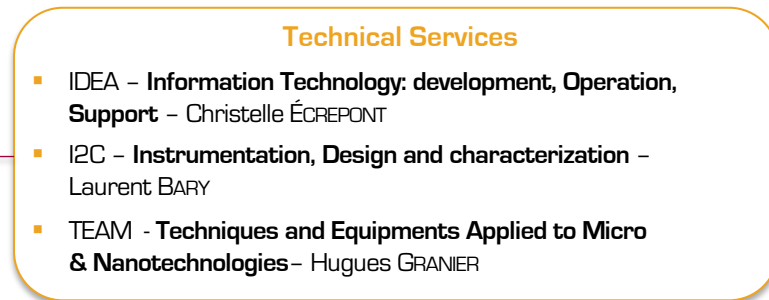 Technical Services
▪ IDEA – Information Technology: development, Operation,
Support – Christelle ÉCREPONT
▪ I2C – Instrumentation, Design and characterization –
Laurent BARY
▪ TEAM - Techniques and Equipments Applied to Micro
& Nanotechnologies– Hugues GRANIER